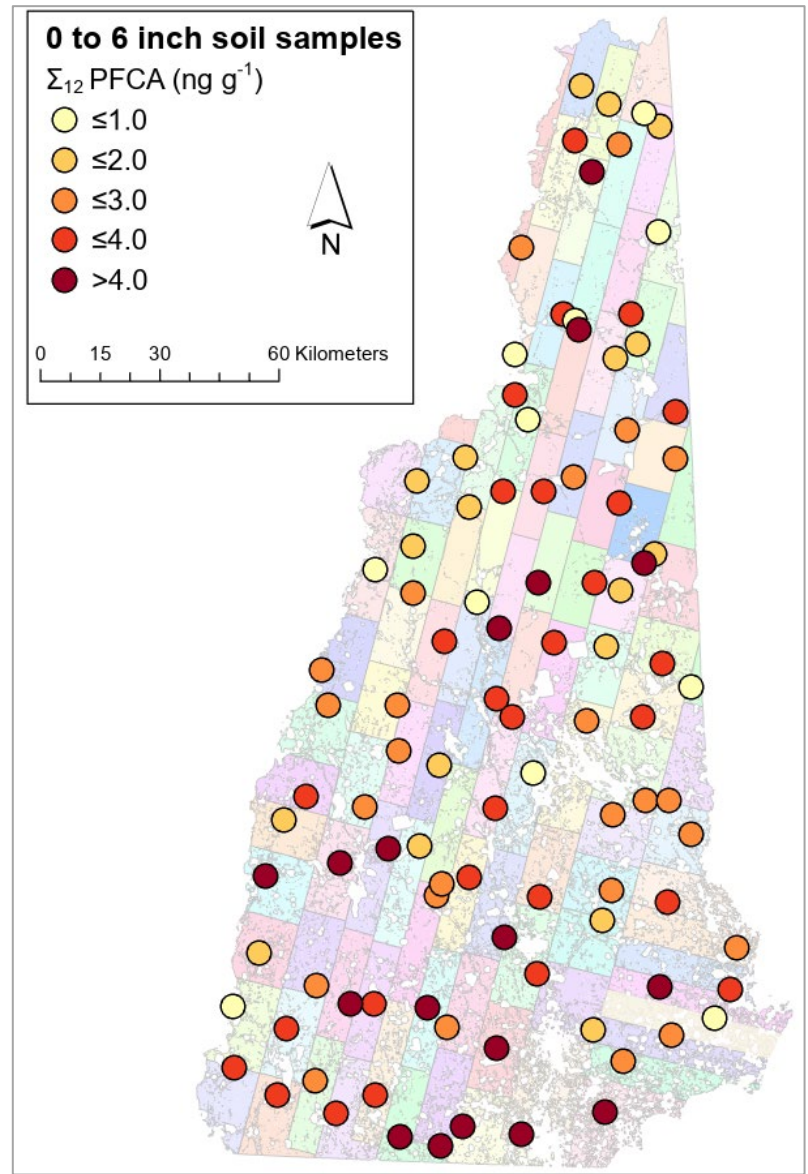 0 to 6 inch soil samples
Σ₁₂ PFCA (ng g⁻¹)
≤1.0
≤2.0
≤3.0
≤4.0
>4.0
N
0 15 30 60 Kilometers